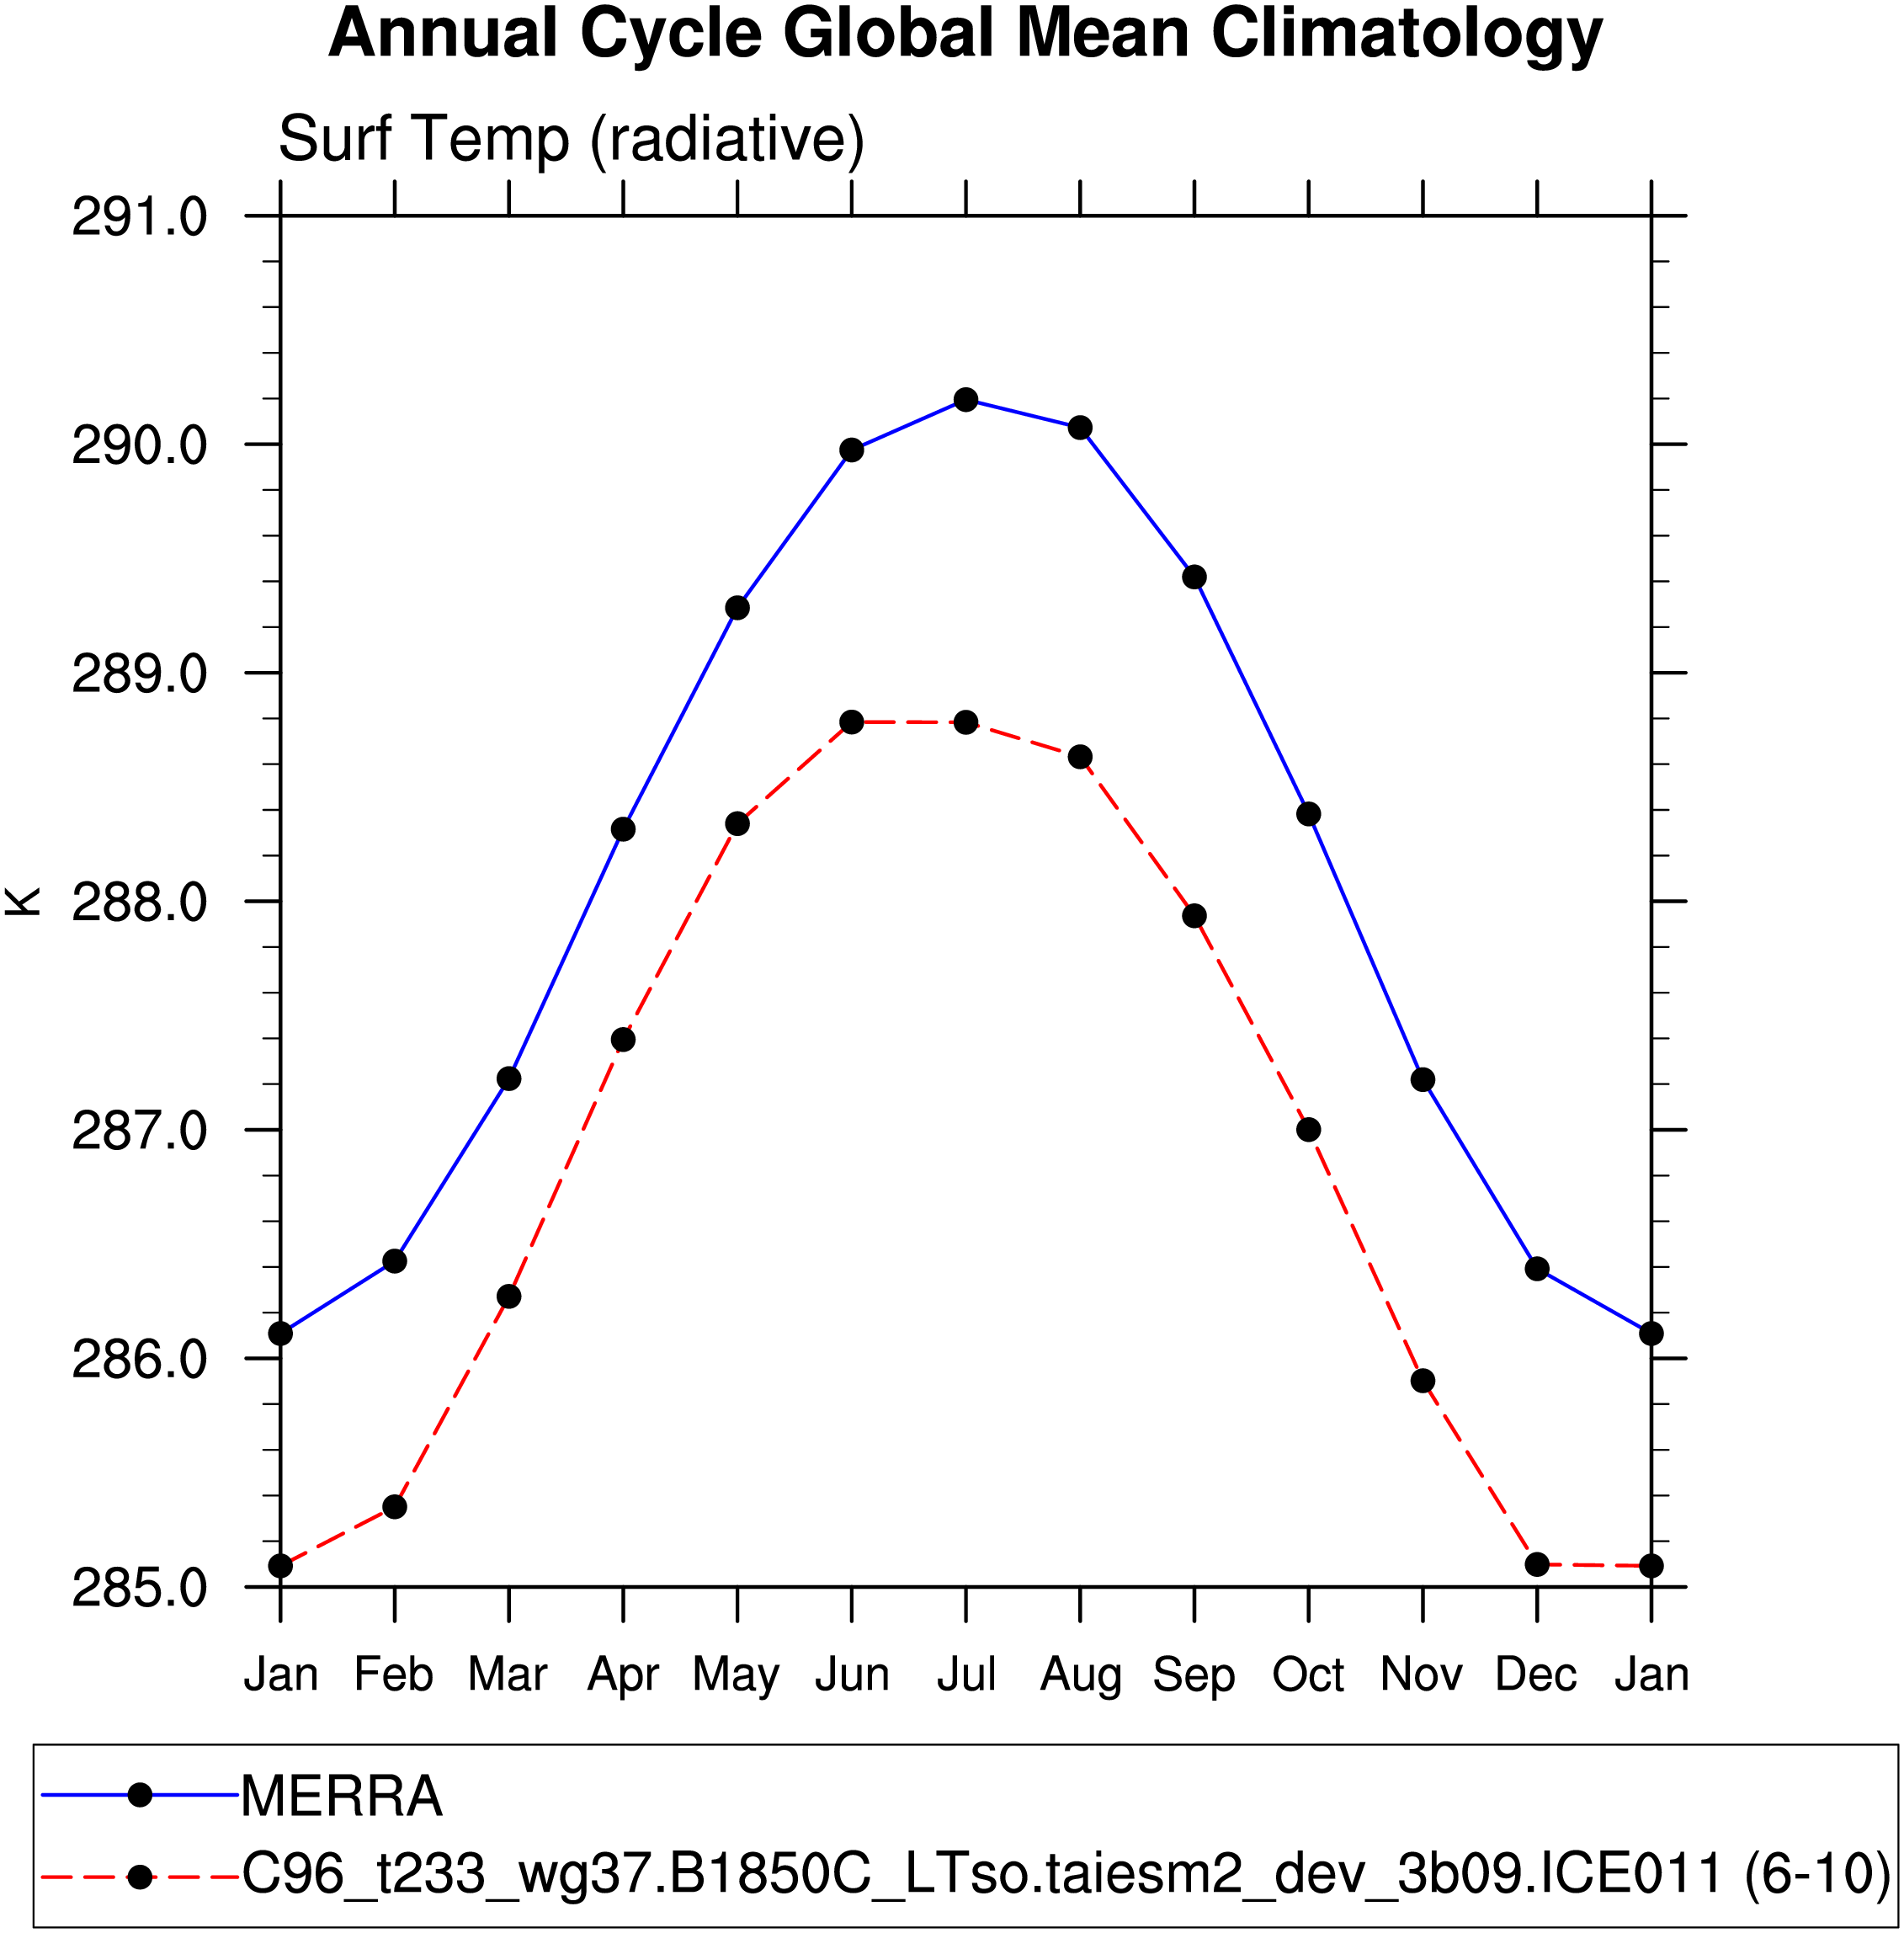 Annual Cycle Global Mean Climatology
Surf Temp (radiative)
291.0
290.0
289.0
288.0
287.0
286.0
285.0
K
Jan Feb Mar Apr May Jun Jul Aug Sep Oct Nov Dec Jan
MERRA
C96_t233_wg37.B1850C_LTso.taiesm2_dev_3b09.ICE011 (6-10)